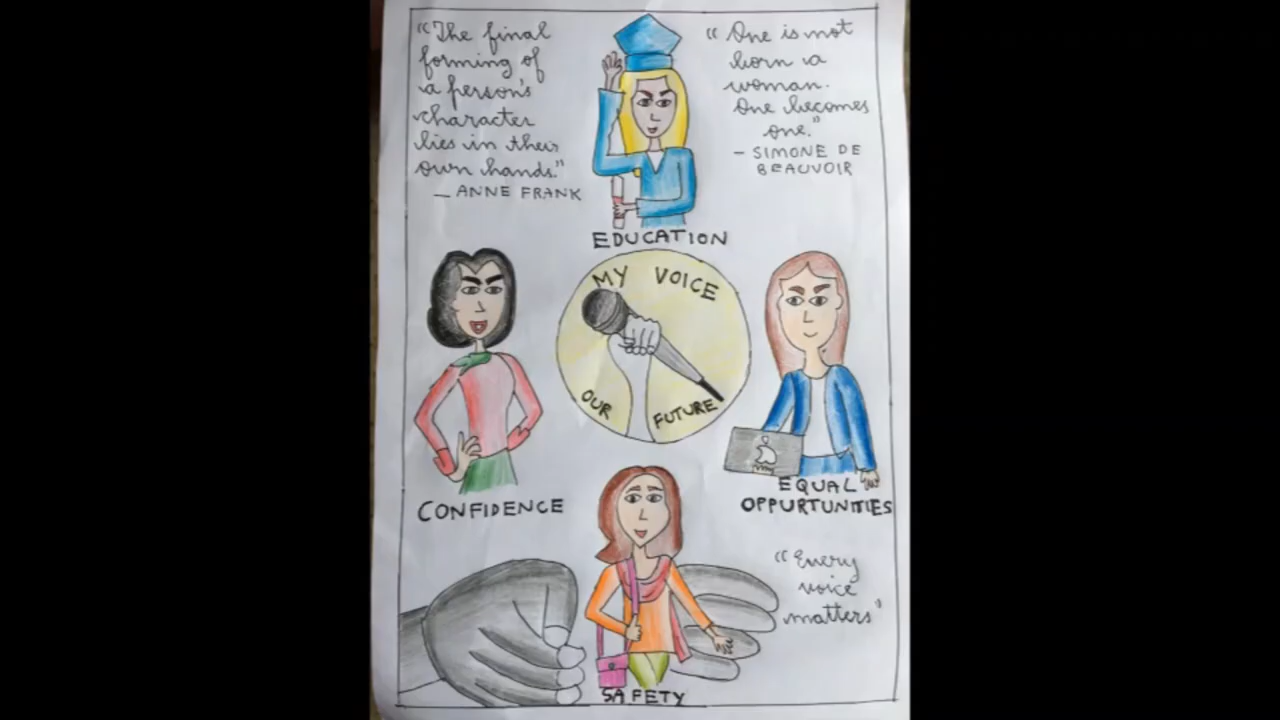 “The final
forming of
a person's
character
lies in their
own hands.”
— ANNE FRANK
“One is not
born a
woman.
One becomes
one.”
– SIMONE DE
BEAUVOIR
EDUCATION
MY VOICE
OUR FUTURE
CONFIDENCE
EQUAL
OPPURTUNITIES
“Every
voice
matters”
SAFETY